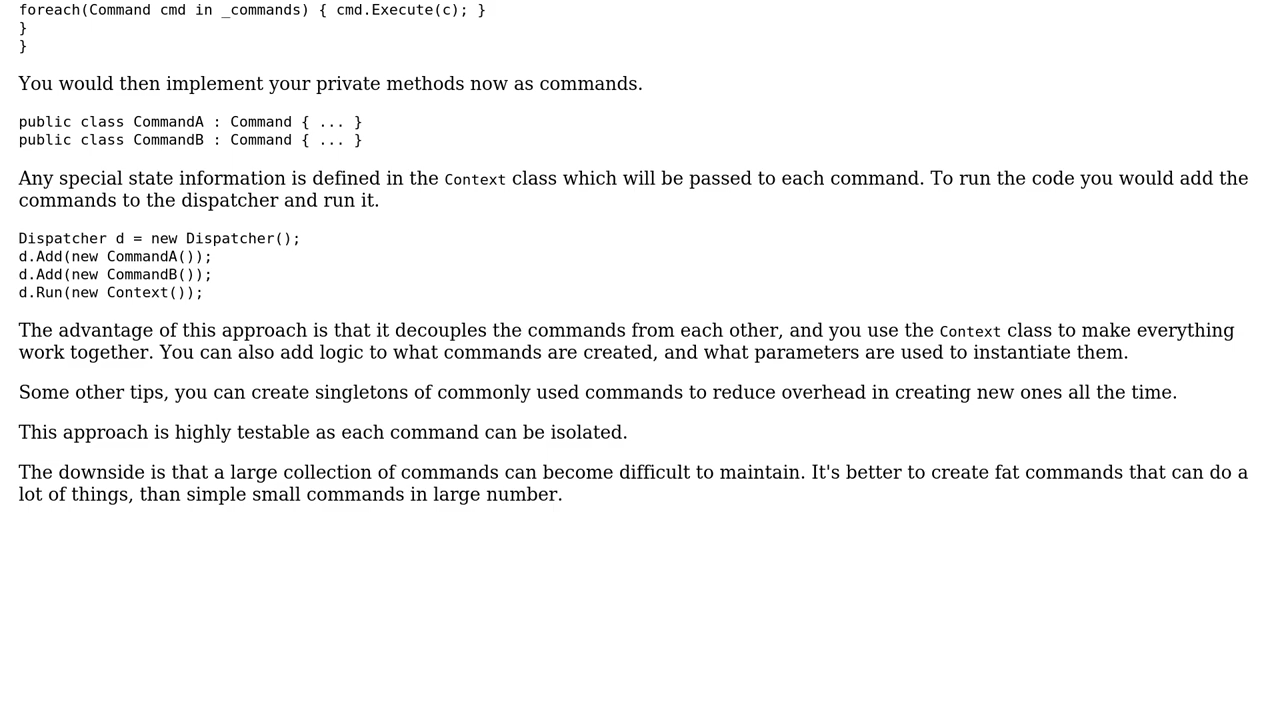 foreach(Command cmd in _commands) { cmd.Execute(c); }
}
}
You would then implement your private methods now as commands.
public class CommandA : Command { ... }
public class CommandB : Command { ... }
Any special state information is defined in the Context class which will be passed to each command. To run the code you would add the
commands to the dispatcher and run it.
Dispatcher d = new Dispatcher();
d.Add(new CommandA());
d.Add(new CommandB());
d.Run(new Context());
The advantage of this approach is that it decouples the commands from each other, and you use the Context class to make everything
work together. You can also add logic to what commands are created, and what parameters are used to instantiate them.
Some other tips, you can create singletons of commonly used commands to reduce overhead in creating new ones all the time.
This approach is highly testable as each command can be isolated.
The downside is that a large collection of commands can become difficult to maintain. It's better to create fat commands that can do a
lot of things, than simple small commands in large number.